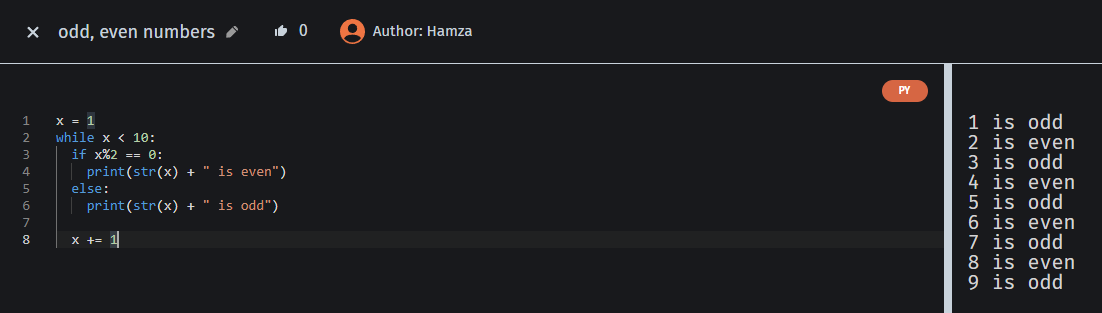 odd, even numbers 0 Author: Hamza
PY
1 x = 1
2 while x < 10:
3 if x%2 == 0:
4 print(str(x) + " is even")
5 else:
6 print(str(x) + " is odd")
7
8 x += 1
1 is odd
2 is even
3 is odd
4 is even
5 is odd
6 is even
7 is odd
8 is even
9 is odd